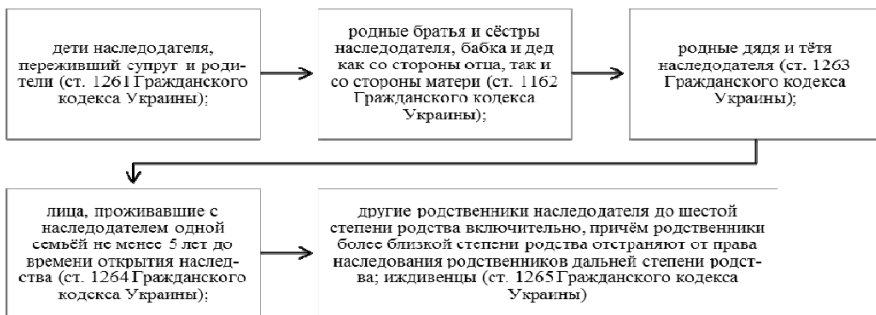 дети наследодателя,
переживший супруг и роди-
тели (ст. 1261 Гражданского
кодекса Украины);
родные братья и сёстры
наследодателя, бабка и дед
как со стороны отца, так и
со стороны матери (ст. 1162
Гражданского кодекса
Украины);
родные дядя и тётя
наследодателя (ст. 1263
Гражданского кодекса
Украины);
лица, проживавшие с
наследодателем одной
семьёй не менее 5 лет до
времени открытия наслед-
ства (ст. 1264 Гражданского
кодекса Украины);
другие родственники наследодателя до шестой
степени родства включительно, причём родственники
более близкой степени родства отстраняют от права
наследования родственников дальней степени родст-
ва; иждивенцы (ст. 1265 Гражданского кодекса
Украины)